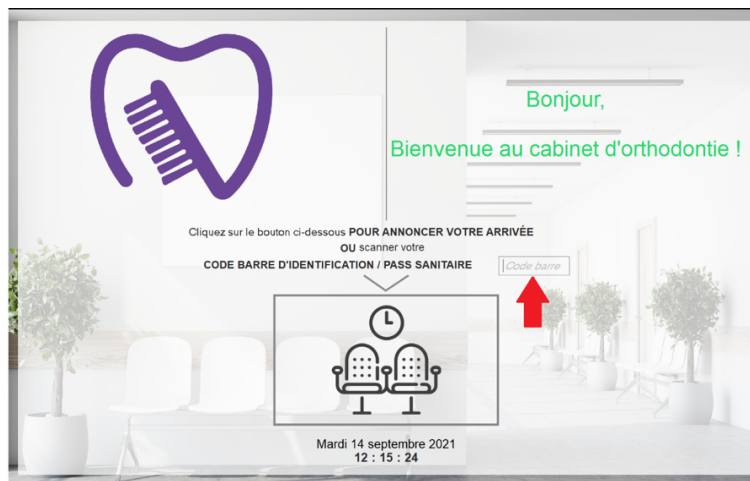 Bonjour,
Bienvenue au cabinet d'orthodontie !
Cliquez sur le bouton ci-dessous POUR ANNONCER VOTRE ARRIVÉE
OU scanner votre
CODE BARRE D'IDENTIFICATION / PASS SANITAIRE
Code barre
Mardi 14 septembre 2021
12 : 15 : 24